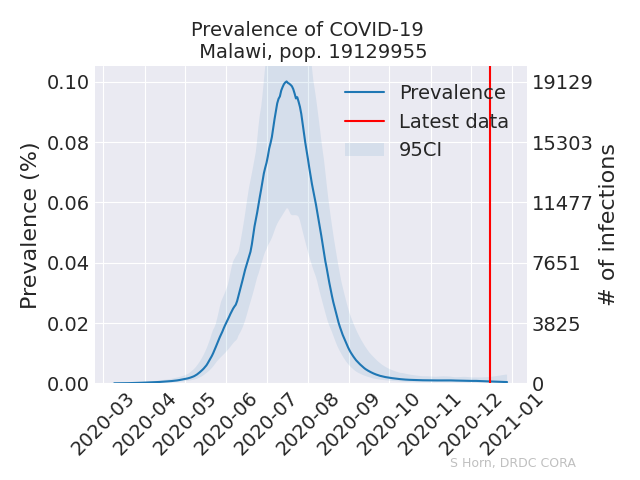 Prevalence of COVID-19
Malawi, pop. 19129955
Prevalence (%)
0.10
0.08
0.06
0.04
0.02
0.00
Prevalence
Latest data
95CI
19129
15303
11477
7651
3825
0
# of infections
2020-03
2020-04
2020-05
2020-06
2020-07
2020-08
2020-09
2020-10
2020-11
2020-12
2021-01
S Horn, DRDC CORA